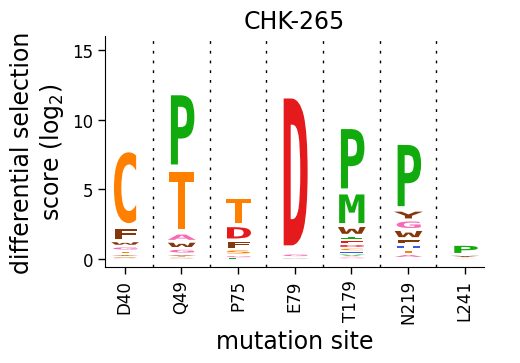 CHK-265
differential selection
score (log₂)
15
10
5
0
C F W
P T A W
T D F S
D
P M W
P Y G W F
P
D40 Q49 P75 E79 T179 N219 L241
mutation site